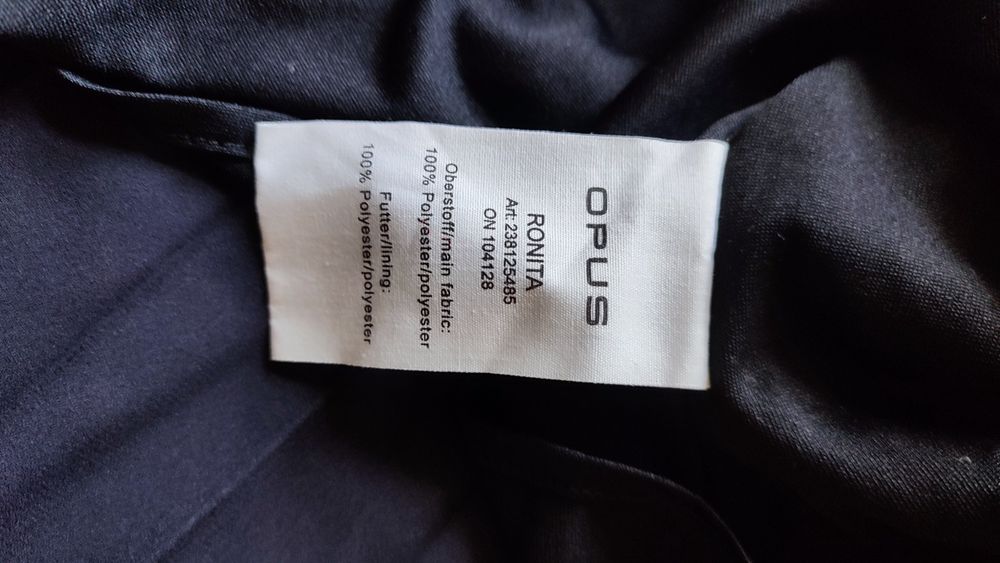 OPUS
RONITA
Art: 238125485
ON 104128
Oberstoff/main fabric:
100% Polyester/polyester
Futter/lining:
100% Polyester/polyester